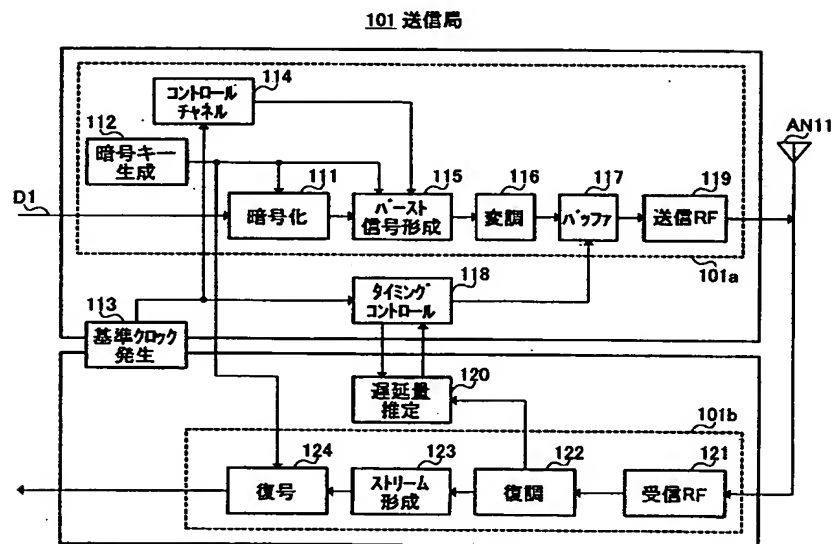 101 送信局
114
コントロール
チャネル
112
暗号キー
生成
AN11
D1
111
暗号化
115
バースト
信号形成
116
変調
117
バッファ
119
送信RF
101a
113
基準クロック
発生
118
タイミング
コントロール
120
遅延量
推定
101b
124
復号
123
ストリーム
形成
122
復調
121
受信RF